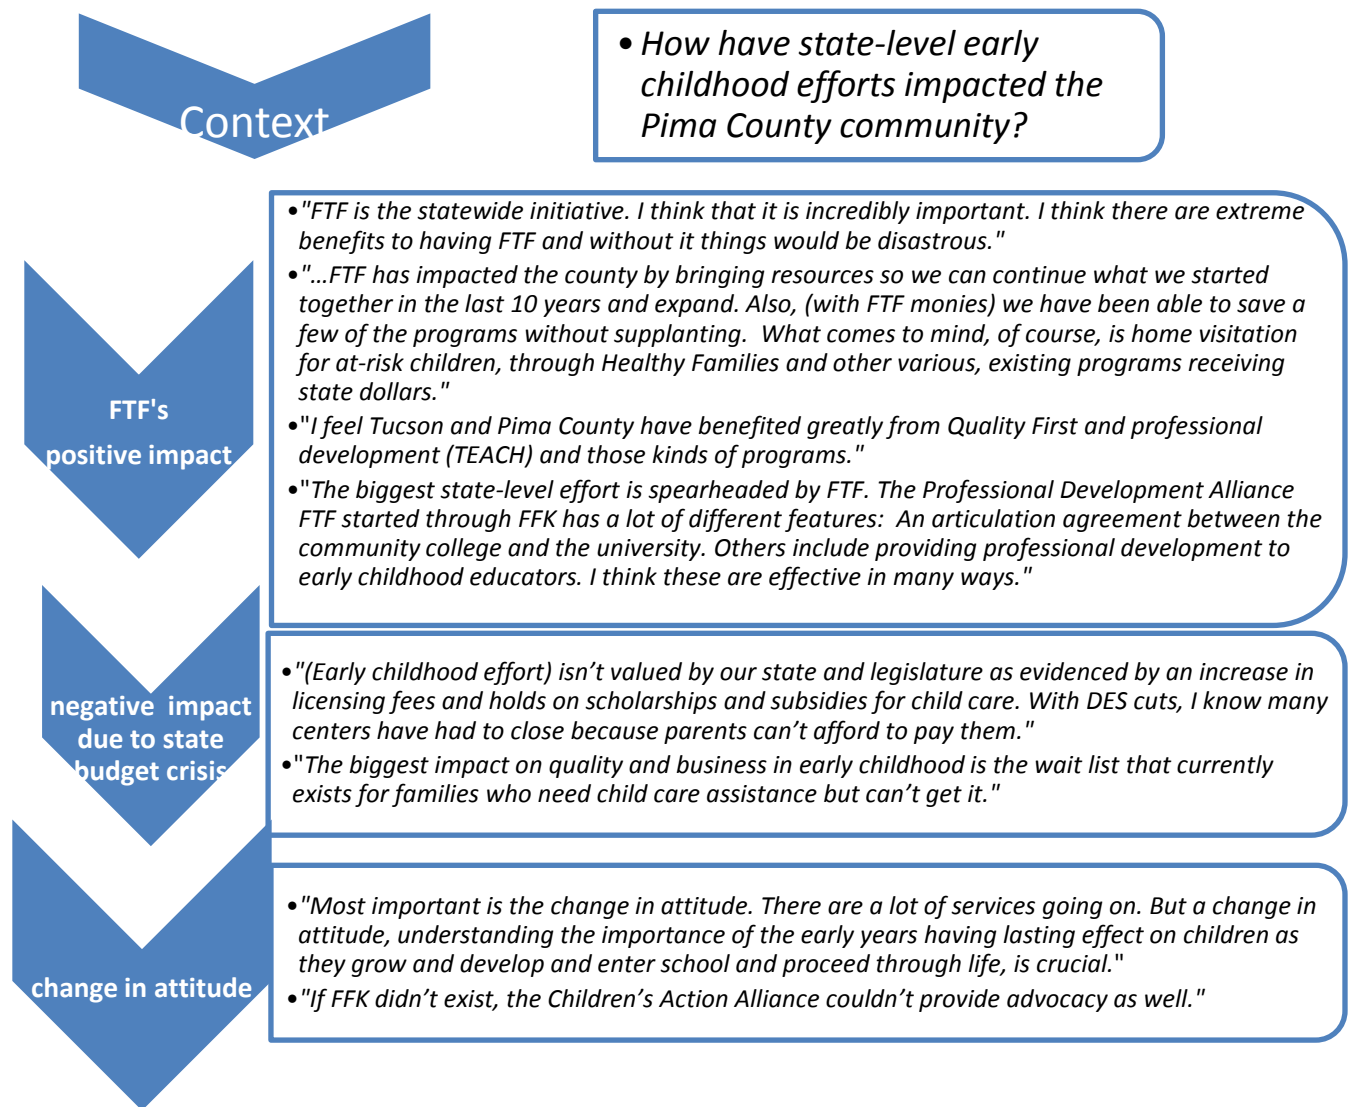 Context
• How have state-level early
childhood efforts impacted the
Pima County community?
FTF's
positive impact
•"FTF is the statewide initiative. I think that it is incredibly important. I think there are extreme
benefits to having FTF and without it things would be disastrous."
•"…FTF has impacted the county by bringing resources so we can continue what we started
together in the last 10 years and expand. Also, (with FTF monies) we have been able to save a
few of the programs without supplanting.  What comes to mind, of course, is home visitation
for at-risk children, through Healthy Families and other various, existing programs receiving
state dollars."
•"I feel Tucson and Pima County have benefited greatly from Quality First and professional
development (TEACH) and those kinds of programs."
•"The biggest state-level effort is spearheaded by FTF. The Professional Development Alliance
FTF started through FFK has a lot of different features:  An articulation agreement between the
community college and the university. Others include providing professional development to
early childhood educators. I think these are effective in many ways."
negative  impact
due to state
budget crisis
•"(Early childhood effort) isn’t valued by our state and legislature as evidenced by an increase in
licensing fees and holds on scholarships and subsidies for child care. With DES cuts, I know many
centers have had to close because parents can’t afford to pay them."
•"The biggest impact on quality and business in early childhood is the wait list that currently
exists for families who need child care assistance but can’t get it."
change in attitude
•"Most important is the change in attitude. There are a lot of services going on. But a change in
attitude, understanding the importance of the early years having lasting effect on children as
they grow and develop and enter school and proceed through life, is crucial."
•"If FFK didn’t exist, the Children’s Action Alliance couldn’t provide advocacy as well."